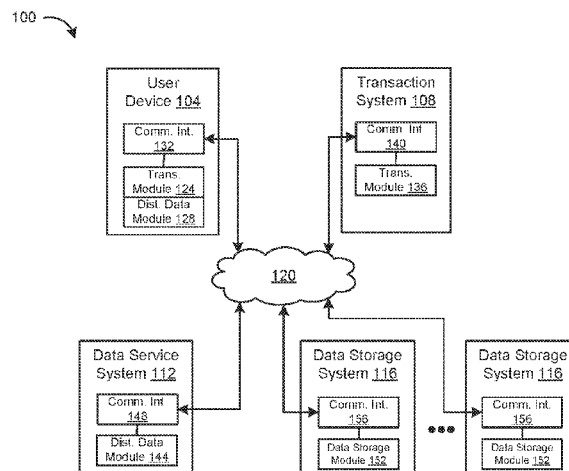 100
User
Device 104
Comm. Int.
132
Trans.
Module 124
Dist. Data
Module 128
Transaction
System 108
Comm. Int.
140
Trans.
Module 136
120
Data Service
System 112
Comm. Int.
148
Dist. Data
Module 144
Data Storage
System 116
Comm. Int.
156
Data Storage
Module 152
Data Storage
System 116
Comm. Int.
156
Data Storage
Module 152